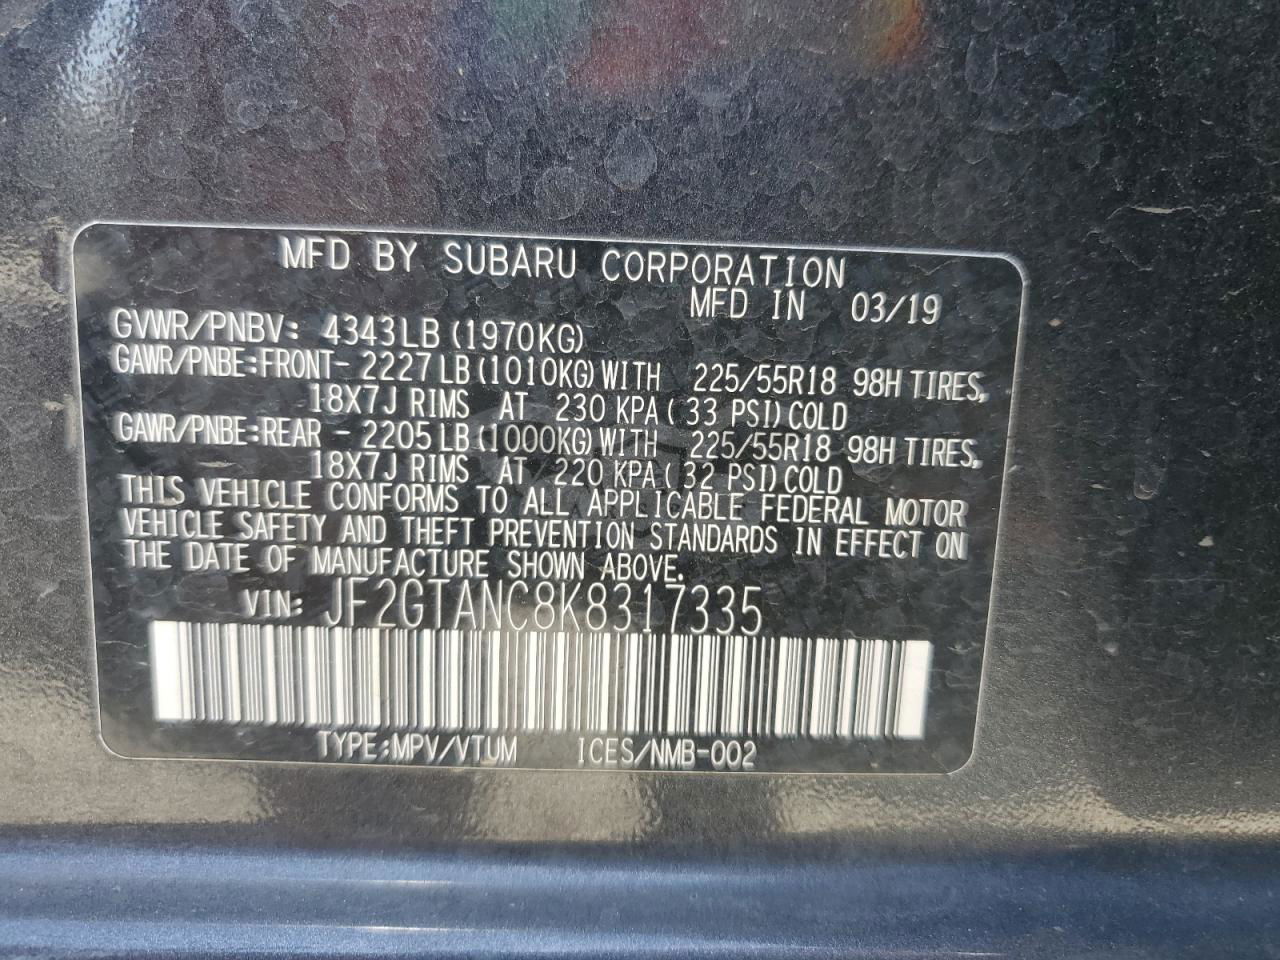 MFD BY SUBARU CORPORATION
MFD IN 03/19
GVWR/PNBV: 4343LB(1970KG)
GAWR/PNBE:FRONT-2227LB(1010KG)WITH 225/55R18 98H TIRES,
18X7J RIMS AT 230 KPA(33 PSI)COLD
GAWR/PNBE:REAR -2205LB(1000KG)WITH 225/55R18 98H TIRES,
18X7J RIMS AT 220 KPA(32 PSI)COLD
THIS VEHICLE CONFORMS TO ALL APPLICABLE FEDERAL MOTOR
VEHICLE SAFETY AND THEFT PREVENTION STANDARDS IN EFFECT ON
THE DATE OF MANUFACTURE SHOWN ABOVE.
VIN: JF2GTANC8K8317335
TYPE:MPV/VTUM ICES/NMB-002